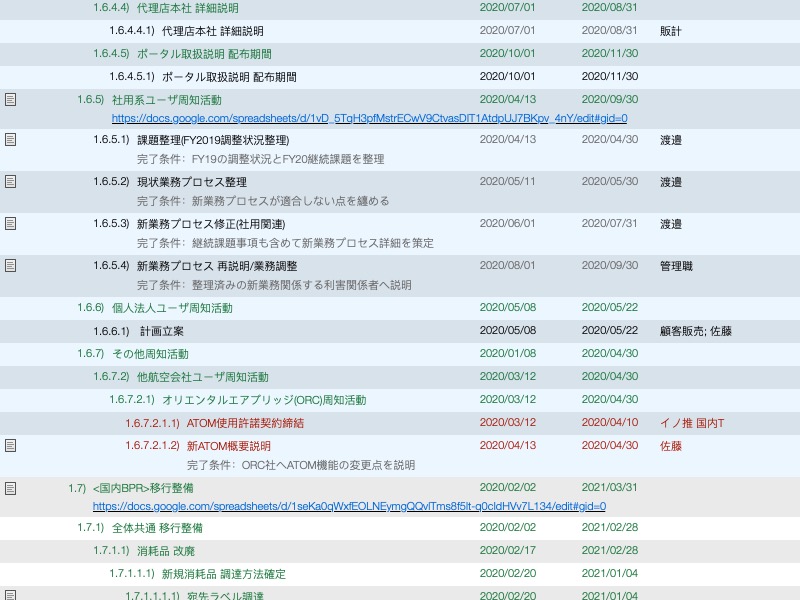 1.6.4.4) 代理店本社 詳細説明 2020/07/01 2020/08/31
1.6.4.4.1) 代理店本社 詳細説明 2020/07/01 2020/08/31 販計
1.6.4.5) ポータル取扱説明 配布期間 2020/10/01 2020/11/30
1.6.4.5.1) ポータル取扱説明 配布期間 2020/10/01 2020/11/30
1.6.5) 社用系ユーザ周知活動 2020/04/13 2020/09/30
https://docs.google.com/spreadsheets/d/1vD_5TqH3pfMstrECwV9CtvasDlT1AtdpUJ7BKpv_4nY/edit#gid=0
1.6.5.1) 課題整理(FY2019調整状況整理) 2020/04/13 2020/04/30 渡邉
完了条件: FY19の調整状況とFY20継続課題を整理
1.6.5.2) 現状業務プロセス整理 2020/05/11 2020/05/30 渡邉
完了条件: 新業務プロセスが適合しない点を纏める
1.6.5.3) 新業務プロセス修正(社用関連) 2020/06/01 2020/07/31 渡邉
完了条件: 継続課題事項も含めて新業務プロセス詳細を策定
1.6.5.4) 新業務プロセス 再説明/業務調整 2020/08/01 2020/09/30 管理職
完了条件: 整理済みの新業務関係する利害関係者へ説明
1.6.6) 個人法人ユーザ周知活動 2020/05/08 2020/05/22
1.6.6.1) 計画立案 2020/05/08 2020/05/22 顧客販売; 佐藤
1.6.7) その他周知活動 2020/01/08 2020/04/30
1.6.7.2) 他航空会社ユーザ周知活動 2020/03/12 2020/04/30
1.6.7.2.1) オリエンタルエアブリッジ(ORC)周知活動 2020/03/12 2020/04/30
1.6.7.2.1.1) ATOM使用許諾契約締結 2020/03/12 2020/04/10 イノ推 国内T
1.6.7.2.1.2) 新ATOM概要説明 2020/04/13 2020/04/30 佐藤
完了条件: ORC社へATOM機能の変更点を説明
1.7) <国内BPR>移行整備 2020/02/02 2021/03/31
https://docs.google.com/spreadsheets/d/1seKa0qWxfEOLNEymgQQvlTms8f5lt-q0cldHVv7L134/edit#gid=0
1.7.1) 全体共通 移行整備 2020/02/02 2021/02/28
1.7.1.1) 消耗品 改廃 2020/02/17 2021/02/28
1.7.1.1.1) 新規消耗品 調達方法確定 2020/02/20 2021/01/04
1.7.1.1.1.1) 宛先ラベル調達 2020/02/20 2021/01/04